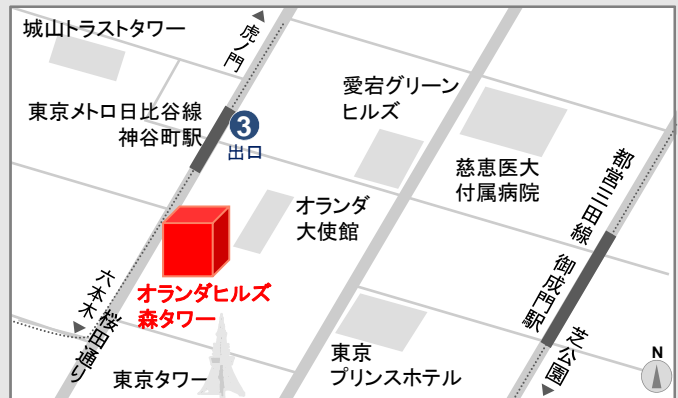 城山トラストタワー
虎ノ門
東京メトロ日比谷線
神谷町駅
3
出口
愛宕グリーン
ヒルズ
慈恵医大
付属病院
都営三田線 御成門駅
オランダ
大使館
オランダヒルズ
森タワー
六本木
桜田通り
東京タワー
東京
プリンスホテル
芝公園
N